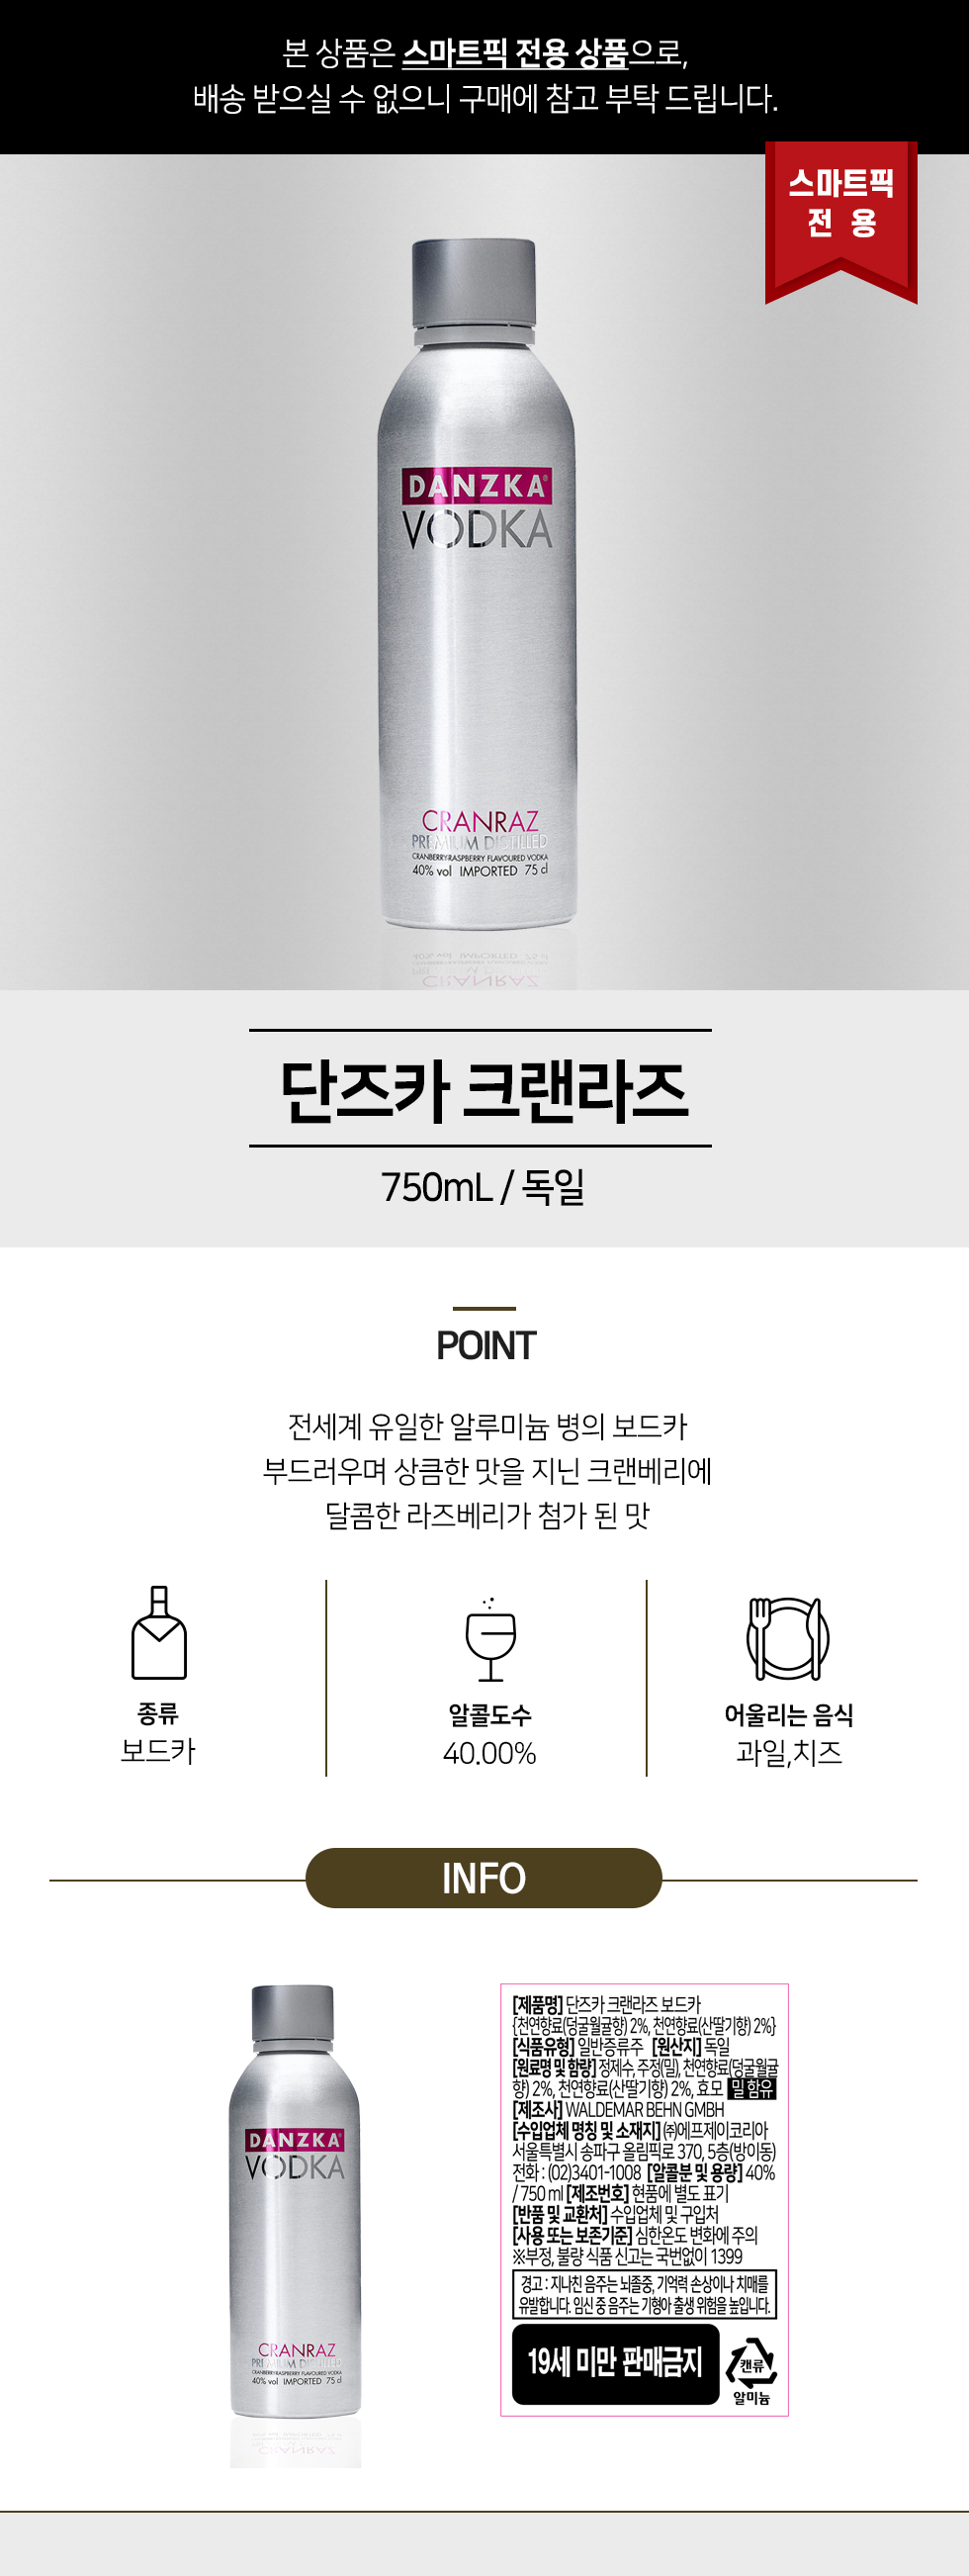 본 상품은 스마트픽 전용 상품으로,
배송 받으실 수 없으니 구매에 참고 부탁 드립니다.
스마트픽
전 용
DANZKA
VODKA
CRANRAZ
PREMIUM DISTILLED
CRANBERRY-RASPBERRY FLAVOURED VODKA
40% vol IMPORTED 75 cl
단즈카 크랜라즈
750mL / 독일
POINT
전세계 유일한 알루미늄 병의 보드카
부드러우며 상큼한 맛을 지닌 크랜베리에
달콤한 라즈베리가 첨가 된 맛
종류
보드카
알콜도수
40.00%
어울리는 음식
과일,치즈
INFO
DANZKA
VODKA
CRANRAZ
PREMIUM DISTILLED
CRANBERRY-RASPBERRY FLAVOURED VODKA
40% vol IMPORTED 75 cl
[제품명] 단즈카 크랜라즈 보드카
{천연향료(덩굴월귤향) 2%, 천연향료(산딸기향) 2%}
[식품유형] 일반증류주 [원산지] 독일
[원료명 및 함량] 정제수, 주정(밀), 천연향료(덩굴월귤
향) 2%, 천연향료(산딸기향) 2%, 효모 밀 함유
[제조사] WALDEMAR BEHN GMBH
[수입업체 명칭 및 소재지] ㈜에프제이코리아
서울특별시 송파구 올림픽로 370, 5층(방이동)
전화 : (02)3401-1008 [알콜분 및 용량] 40%
/ 750 ml [제조번호] 현품에 별도 표기
[반품 및 교환처] 수입업체 및 구입처
[사용 또는 보존기준] 심한온도 변화에 주의
※부정, 불량 식품 신고는 국번없이 1399
경고 : 지나친 음주는 뇌졸중, 기억력 손상이나 치매를
유발합니다. 임신 중 음주는 기형아 출생 위험을 높입니다.
19세 미만 판매금지
캔류
알미늄